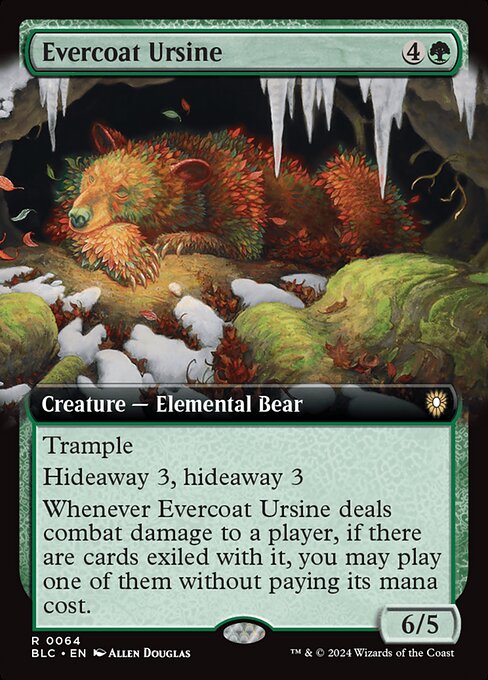 Evercoat Ursine 4
Creature — Elemental Bear
Trample
Hideaway 3, hideaway 3
Whenever Evercoat Ursine deals
combat damage to a player, if there
are cards exiled with it, you may play
one of them without paying its mana
cost.
6/5
R 0064
BLC • EN ALLEN DOUGLAS
™ & © 2024 Wizards of the Coast